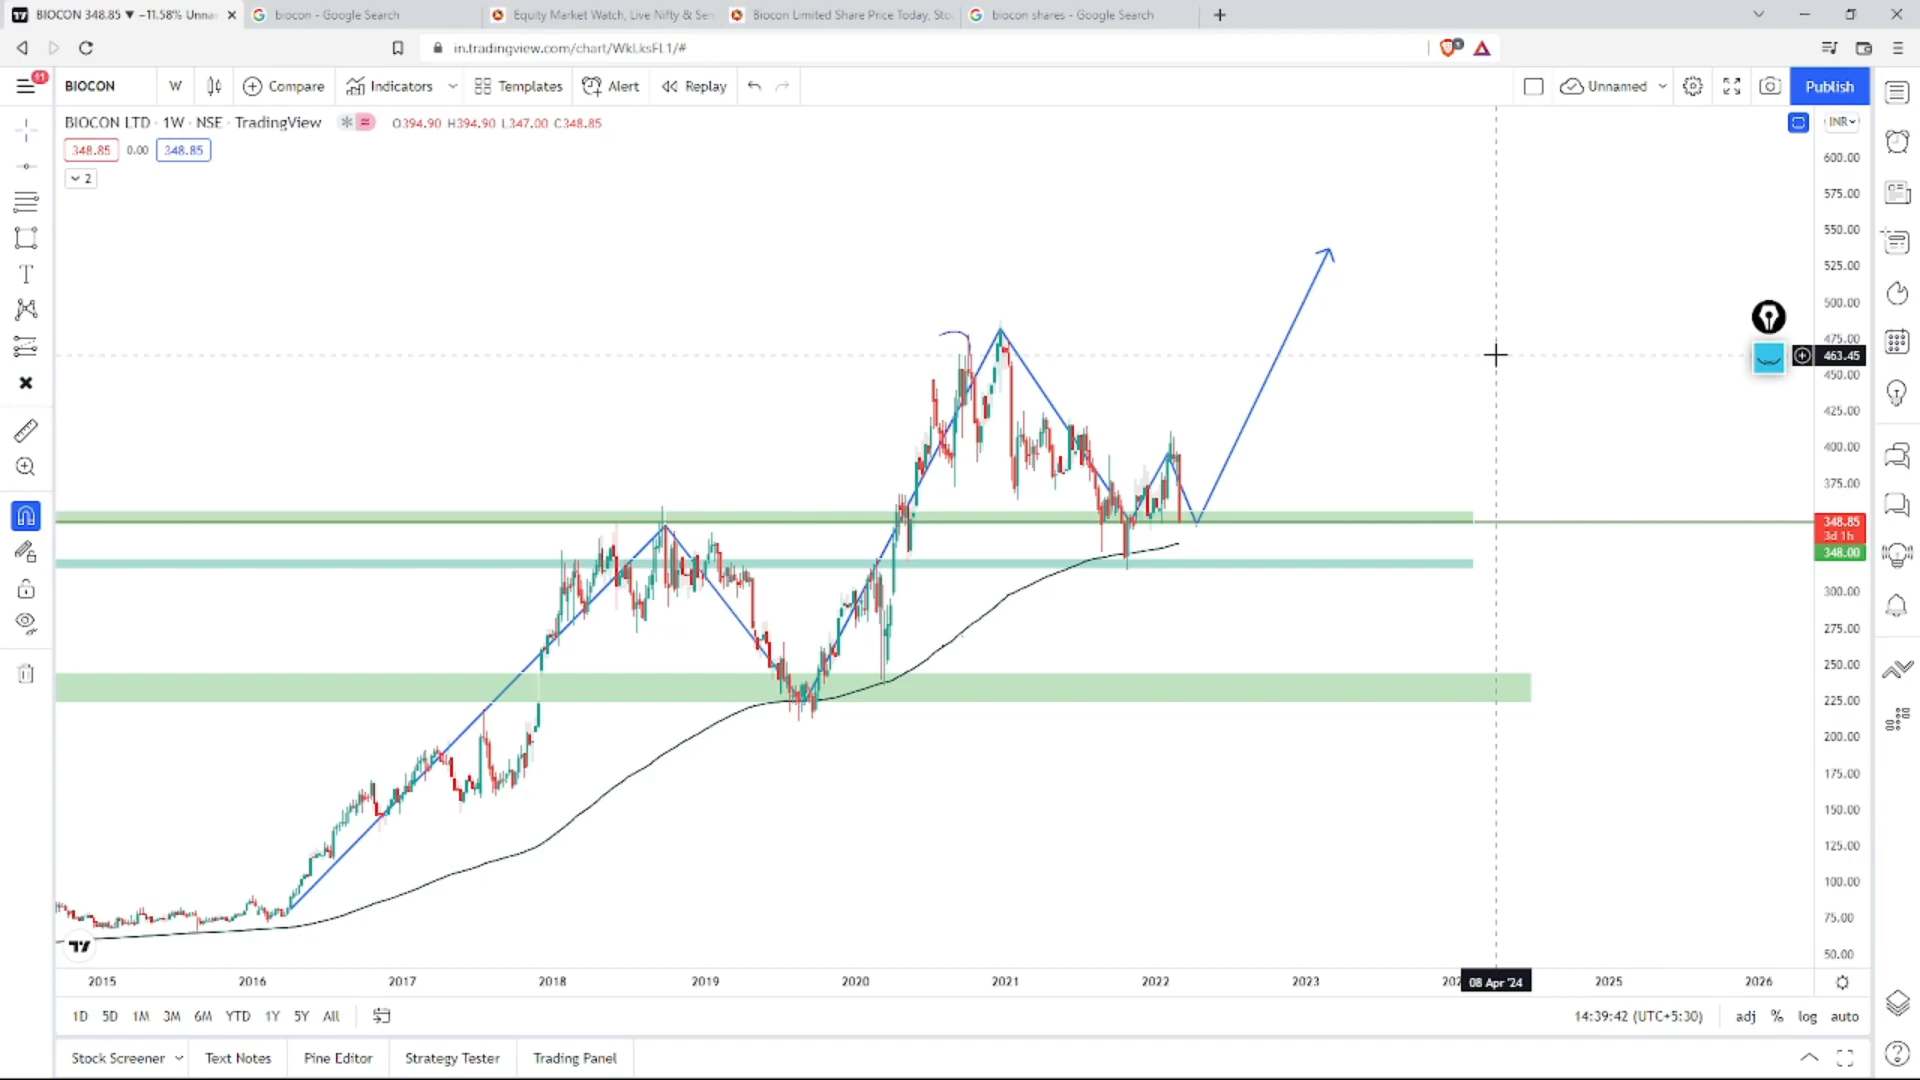 BIOCON 348.85 ▼ −11.58% Unna
biocon - Google Search
Equity Market Watch, Live Nifty & Sen
Biocon Limited Share Price Today, Sto
biocon shares - Google Search
in.tradingview.com/chart/WkLksFL1/#
11
BIOCON W Compare Indicators Templates Alert Replay Unnamed Publish
BIOCON LTD · 1W · NSE · TradingView O394.90 H394.90 L347.00 C348.85
INR
348.85 0.00 348.85
2
600.00
575.00
550.00
525.00
500.00
475.00
463.45
450.00
425.00
400.00
375.00
348.85
3d 1h
348.00
300.00
275.00
250.00
225.00
200.00
175.00
150.00
125.00
100.00
75.00
50.00
2015 2016 2017 2018 2019 2020 2021 2022 2023 202 08 Apr '24 2025 2026
1D 5D 1M 3M 6M YTD 1Y 5Y All 14:39:42 (UTC+5:30) adj % log auto
Stock Screener Text Notes Pine Editor Strategy Tester Trading Panel